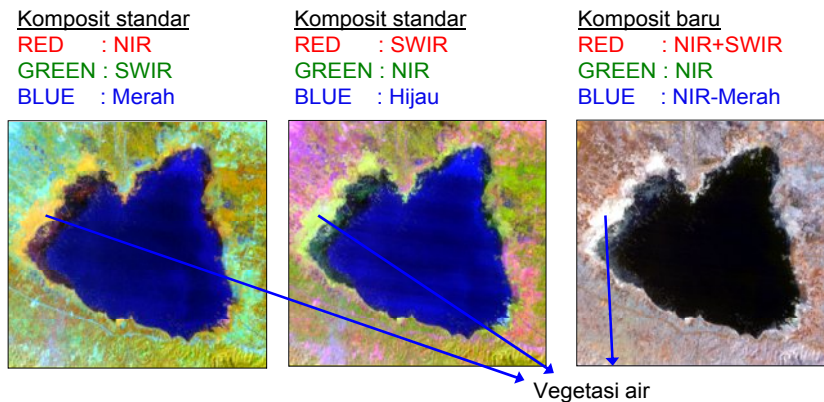 Komposit standar
RED : NIR
GREEN : SWIR
BLUE : Merah
Komposit standar
RED : SWIR
GREEN : NIR
BLUE : Hijau
Komposit baru
RED : NIR+SWIR
GREEN : NIR
BLUE : NIR-Merah
Vegetasi air